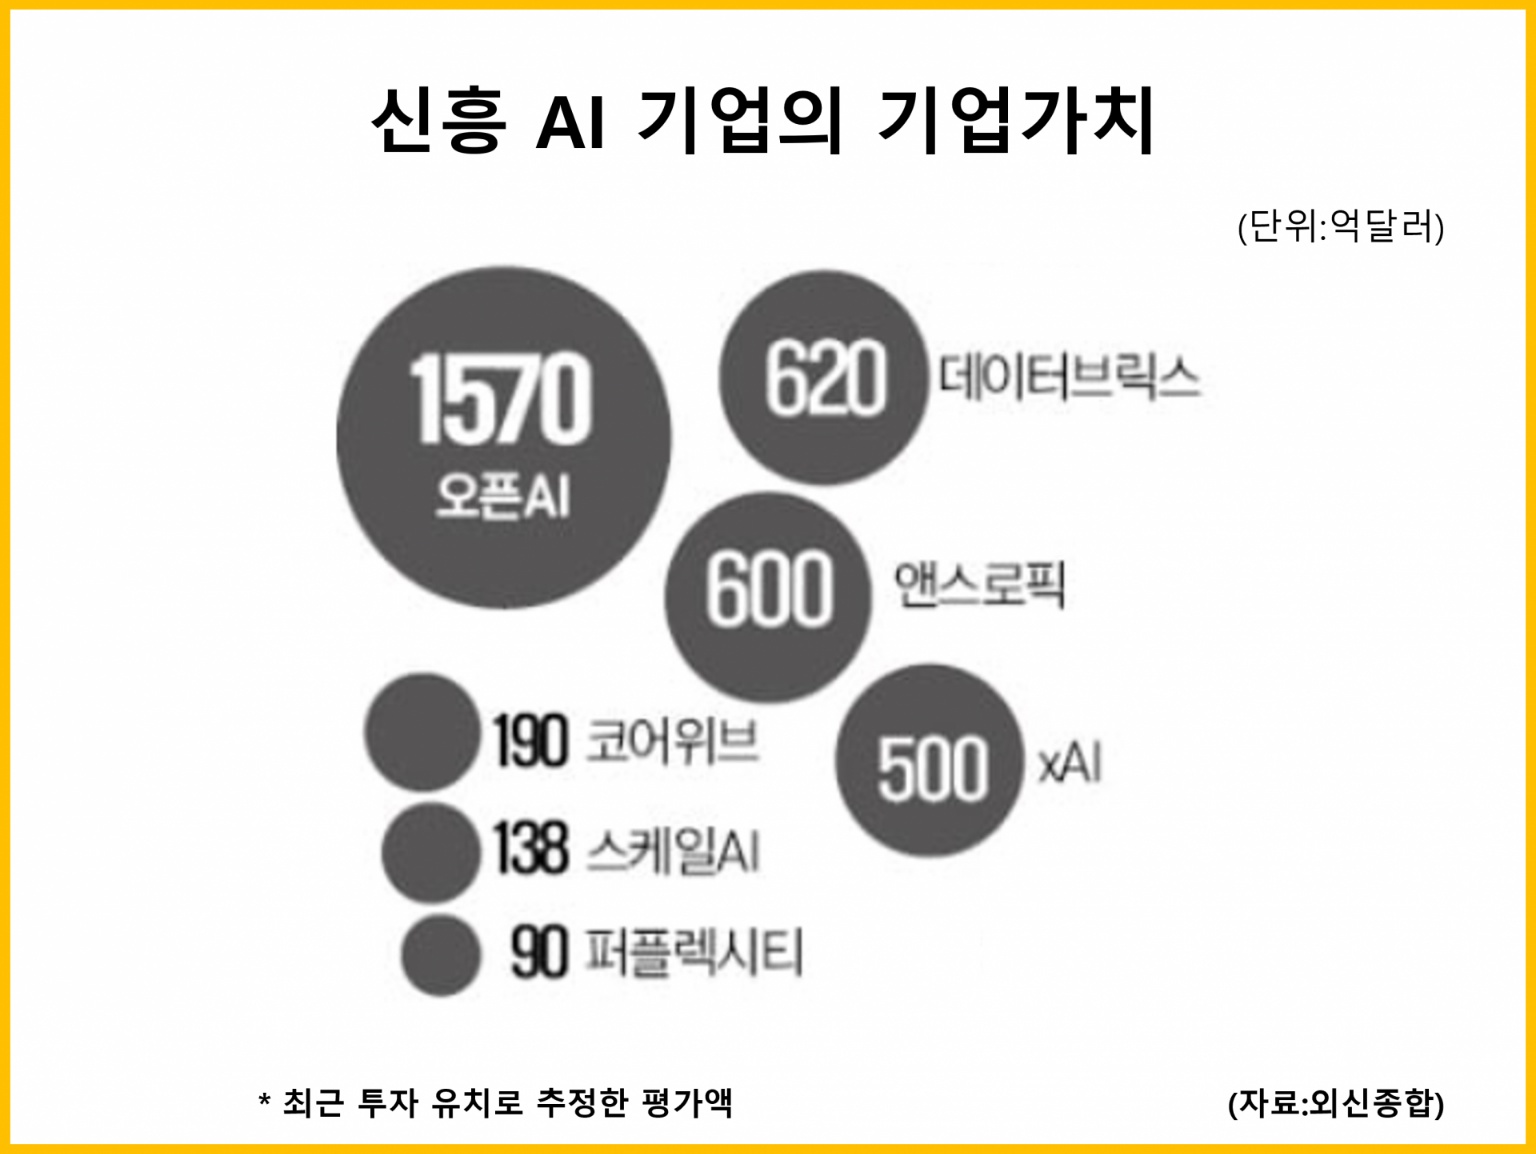 신흥 AI 기업의 기업가치
(단위:억달러)
1570
오픈AI
620 데이터브릭스
600 앤스로픽
500 xAI
190 코어위브
138 스케일AI
90 퍼플렉시티
* 최근 투자 유치로 추정한 평가액
(자료:외신종합)